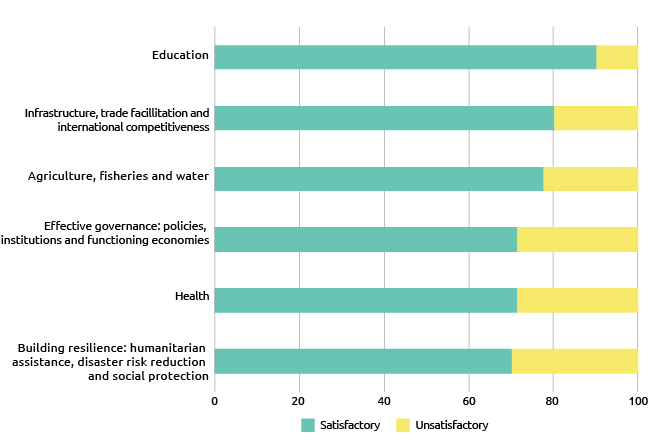 Education
Infrastructure, trade facillitation and
international competitiveness
Agriculture, fisheries and water
Effective governance: policies,
institutions and functioning economies
Health
Building resilience: humanitarian
assistance, disaster risk reduction
and social protection
0 20 40 60 80 100
Satisfactory Unsatisfactory